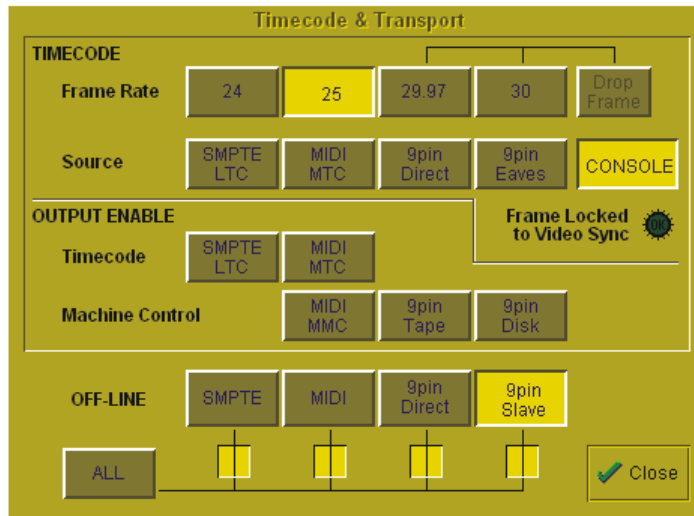 Timecode & Transport
TIMECODE
Frame Rate
24
25
29.97
30
Drop
Frame
Source
SMPTE
LTC
MIDI
MTC
9pin
Direct
9pin
Eaves
CONSOLE
OUTPUT ENABLE
Frame Locked
to Video Sync
OK
Timecode
SMPTE
LTC
MIDI
MTC
Machine Control
MIDI
MMC
9pin
Tape
9pin
Disk
OFF-LINE
SMPTE
MIDI
9pin
Direct
9pin
Slave
ALL
Close